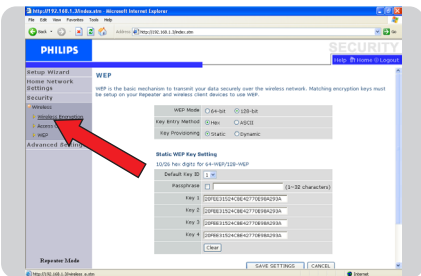 http://192.168.1.3/index.stm - Microsoft Internet Explorer
File Edit View Favorites Tools Help
Back
Address http://192.168.1.3/index.stm
Go
PHILIPS
SECURITY
Help Home Logout
Setup Wizard
Home Network Settings
Security
Wireless
Wireless Encryption
Access
WEP
Advanced Settings
Repeater Mode
WEP
WEP is the basic mechanism to transmit your data securely over the wireless network. Matching encryption keys must
be setup on your Repeater and wireless client devices to use WEP.
WEP Mode 64-bit 128-bit
Key Entry Method Hex ASCII
Key Provisioning Static Dynamic
Static WEP Key Setting
10/26 hex digits for 64-WEP/128-WEP
Default Key ID 1
Passphrase (1~32 characters)
Key 1
Key 2
Key 3
Key 4
Clear
SAVE SETTINGS CANCEL
Internet